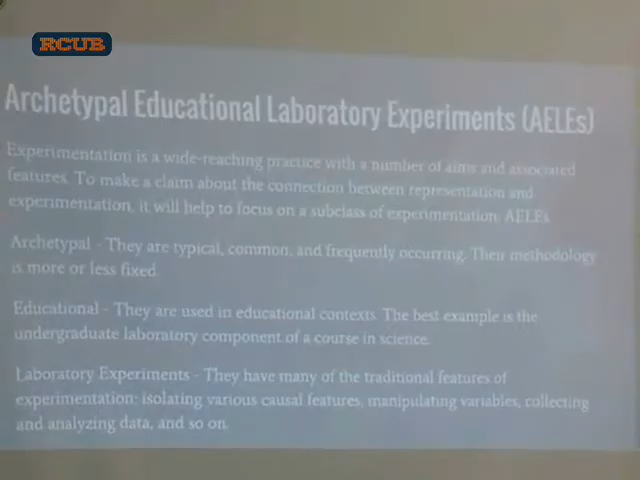 RCUB
Archetypal Educational Laboratory Experiments (AELEs)
Experimentation is a wide-reaching practice with a number of aims and associated
features. To make a claim about the connection between representation and
experimentation, it will help to focus on a subclass of experimentation: AELEs.
Archetypal - They are typical, common, and frequently occurring. Their methodology
is more or less fixed.
Educational - They are used in educational contexts. The best example is the
undergraduate laboratory component of a course in science.
Laboratory Experiments - They have many of the traditional features of
experimentation: isolating various causal features, manipulating variables, collecting
and analyzing data, and so on.